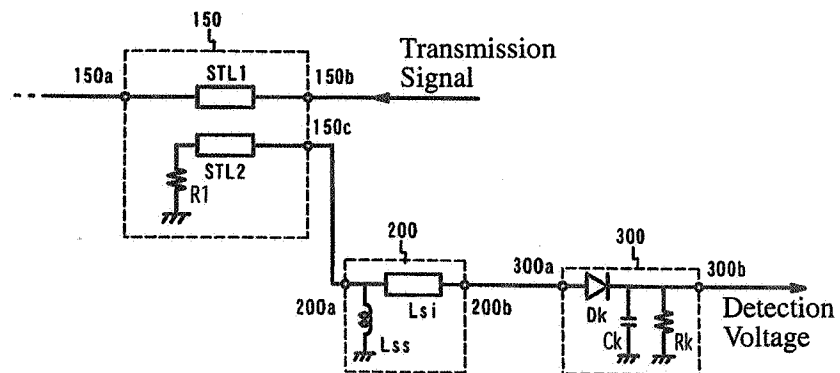 150
Transmission
Signal
150a
STL1
150b
150c
STL2
R1
200
300
200a
Lsi
200b
300a
300b
Lss
Dk
Ck
Rk
Detection
Voltage